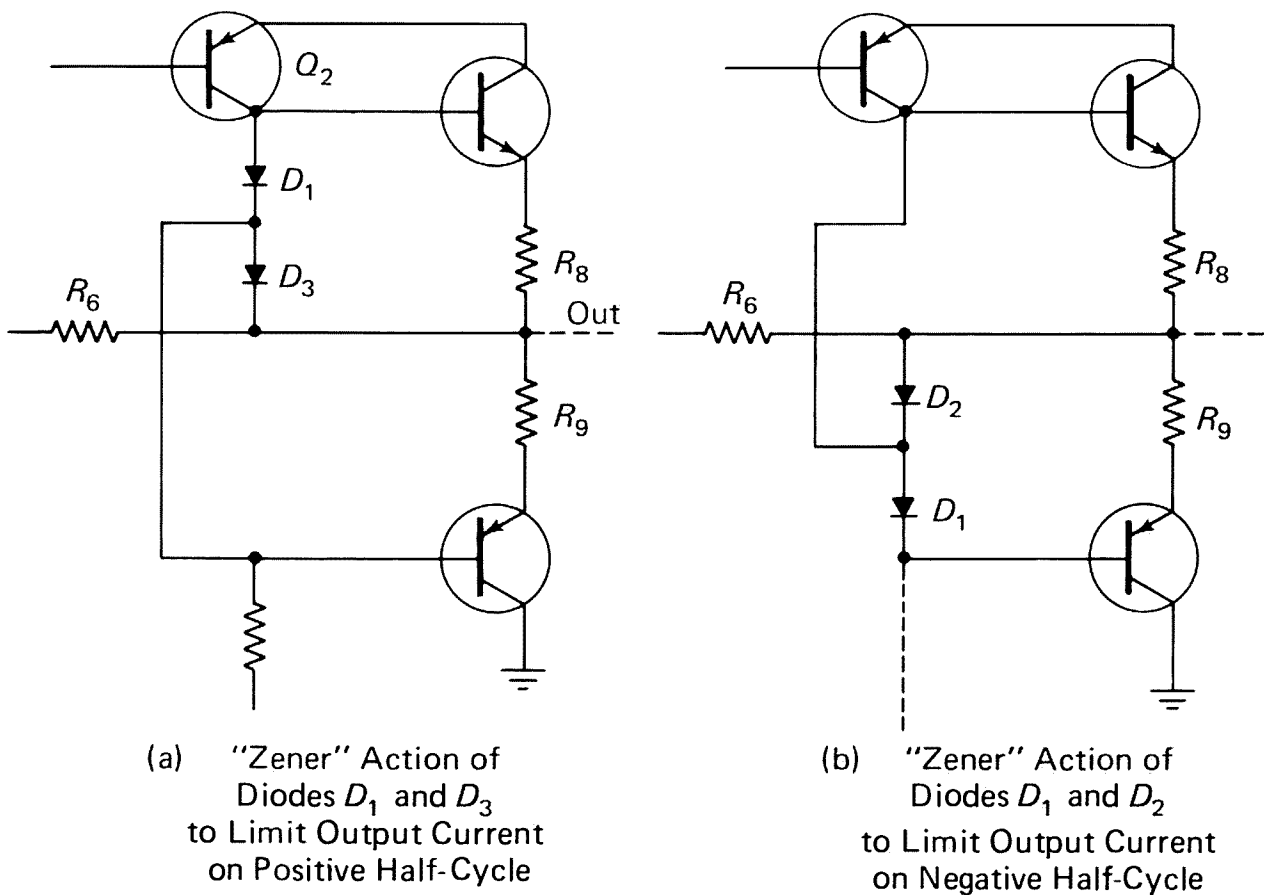 Q2
D1
D3
R8
R6
Out
R9
(a) "Zener" Action of
Diodes D1 and D3
to Limit Output Current
on Positive Half-Cycle
R8
R6
D2
R9
D1
(b) "Zener" Action of
Diodes D1 and D2
to Limit Output Current
on Negative Half-Cycle